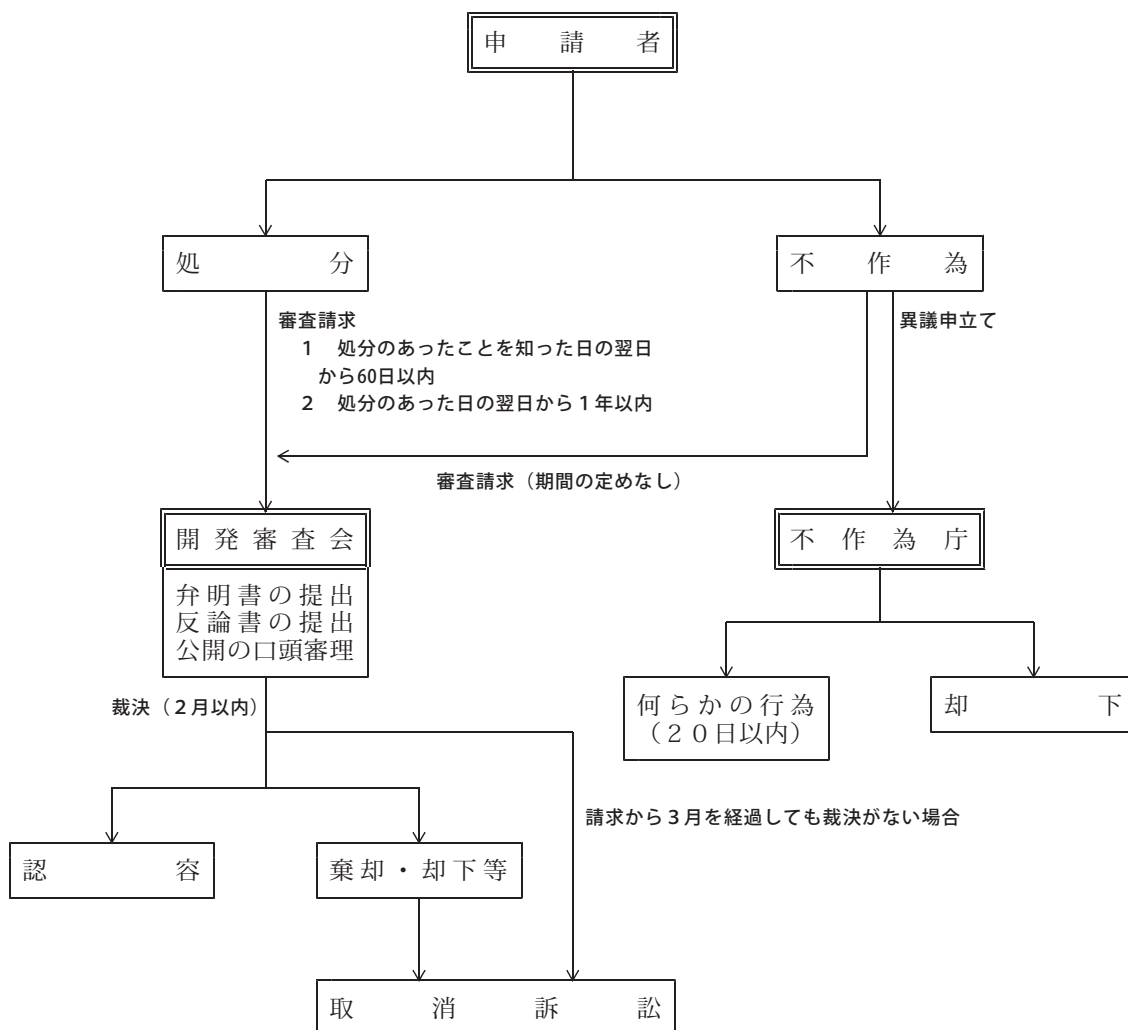 申請者
処分
不作為
審査請求
1 処分のあったことを知った日の翌日
から60日以内
2 処分のあった日の翌日から1年以内
異議申立て
審査請求（期間の定めなし）
開発審査会
弁明書の提出
反論書の提出
公開の口頭審理
不作為庁
裁決（２月以内）
何らかの行為
（２０日以内）
却下
請求から３月を経過しても裁決がない場合
認容
棄却・却下等
取消訴訟